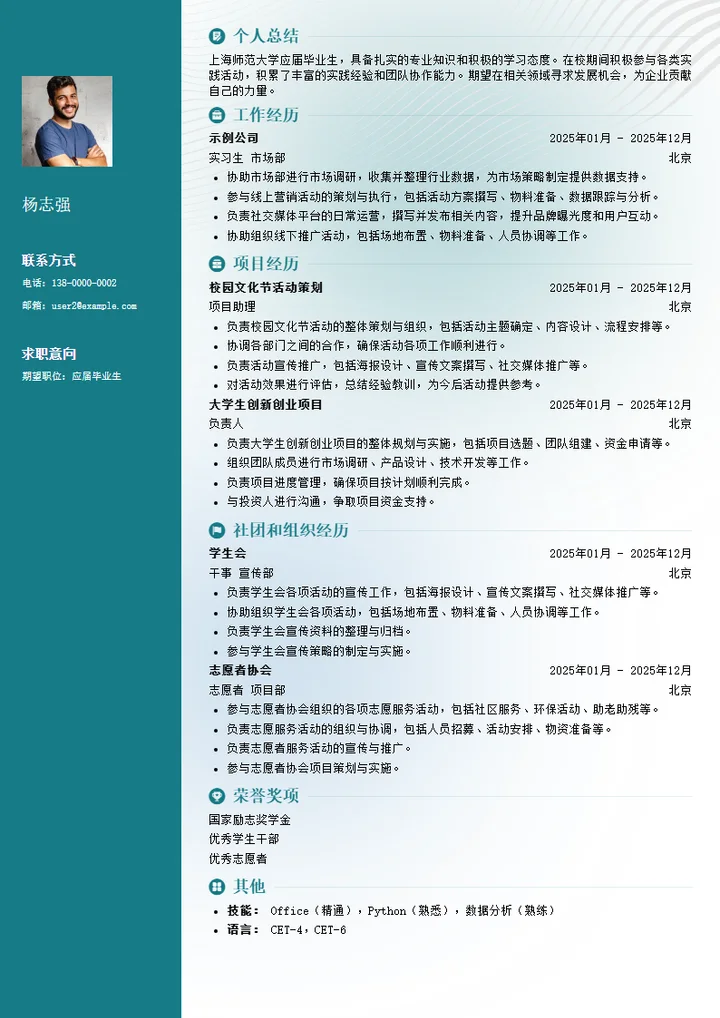 杨志强
联系方式
电话：138-0000-0002
邮箱：user2@example.com
求职意向
期望职位：应届毕业生
个人总结
上海师范大学应届毕业生，具备扎实的专业知识和积极的学习态度。在校期间积极参与各类实
践活动，积累了丰富的实践经验和团队协作能力。期望在相关领域寻求发展机会，为企业贡献
自己的力量。
工作经历
示例公司 2025年01月 - 2025年12月
实习生 市场部 北京
• 协助市场部进行市场调研，收集并整理行业数据，为市场策略制定提供数据支持。
• 参与线上营销活动的策划与执行，包括活动方案撰写、物料准备、数据跟踪与分析。
• 负责社交媒体平台的日常运营，撰写并发布相关内容，提升品牌曝光度和用户互动。
• 协助组织线下推广活动，包括场地布置、物料准备、人员协调等工作。
项目经历
校园文化节活动策划 2025年01月 - 2025年12月
项目助理 北京
• 负责校园文化节活动的整体策划与组织，包括活动主题确定、内容设计、流程安排等。
• 协调各部门之间的合作，确保活动各项工作顺利进行。
• 负责活动宣传推广，包括海报设计、宣传文案撰写、社交媒体推广等。
• 对活动效果进行评估，总结经验教训，为今后活动提供参考。
大学生创新创业项目 2025年01月 - 2025年12月
负责人 北京
• 负责大学生创新创业项目的整体规划与实施，包括项目选题、团队组建、资金申请等。
• 组织团队成员进行市场调研、产品设计、技术开发等工作。
• 负责项目进度管理，确保项目按计划顺利完成。
• 与投资人进行沟通，争取项目资金支持。
社团和组织经历
学生会 2025年01月 - 2025年12月
干事 宣传部 北京
• 负责学生会各项活动的宣传工作，包括海报设计、宣传文案撰写、社交媒体推广等。
• 协助组织学生会各项活动，包括场地布置、物料准备、人员协调等工作。
• 负责学生会宣传资料的整理与归档。
• 参与学生会宣传策略的制定与实施。
志愿者协会 2025年01月 - 2025年12月
志愿者 项目部 北京
• 参与志愿者协会组织的各项志愿服务活动，包括社区服务、环保活动、助老助残等。
• 负责志愿服务活动的组织与协调，包括人员招募、活动安排、物资准备等。
• 负责志愿者服务活动的宣传与推广。
• 参与志愿者协会项目策划与实施。
荣誉奖项
国家励志奖学金
优秀学生干部
优秀志愿者
其他
• 技能： Office（精通），Python（熟悉），数据分析（熟练）
• 语言： CET-4，CET-6